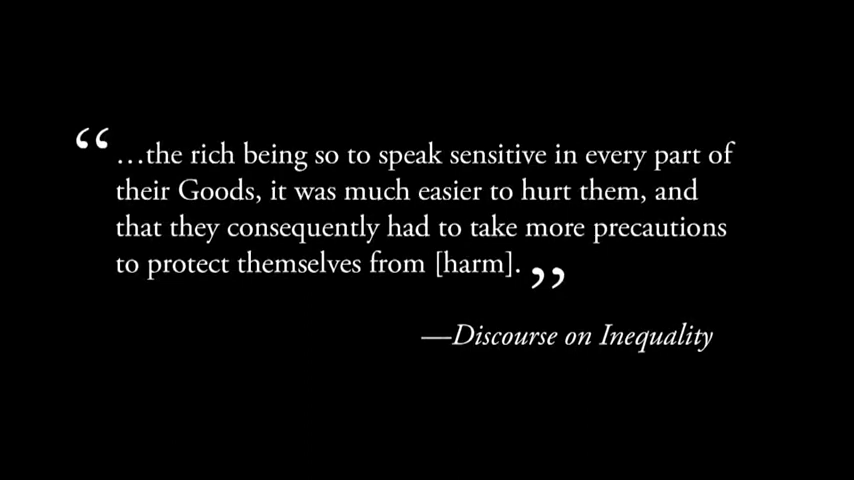 “…the rich being so to speak sensitive in every part of
their Goods, it was much easier to hurt them, and
that they consequently had to take more precautions
to protect themselves from [harm].”
—Discourse on Inequality